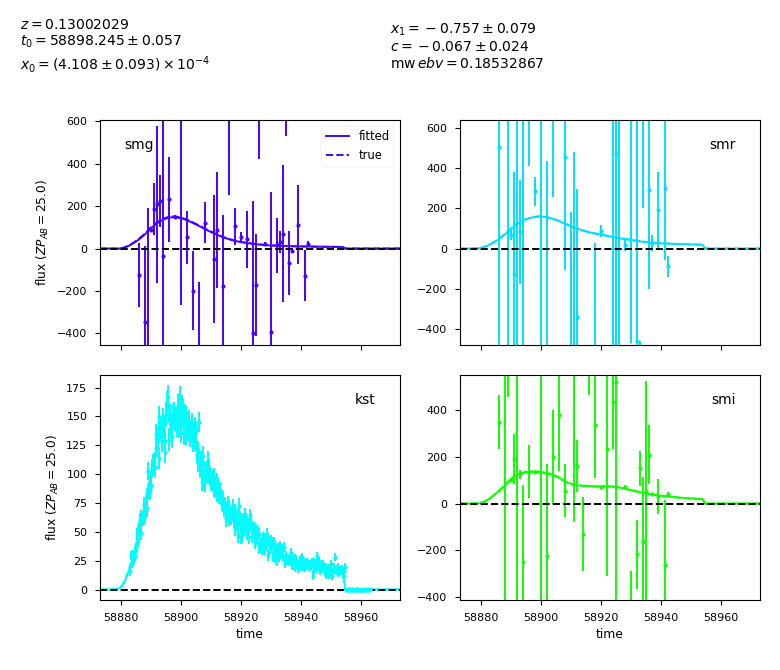 z = 0.13002029
t₀ = 58898.245 ± 0.057
x₀ = (4.108 ± 0.093) × 10⁻⁴
x₁ = −0.757 ± 0.079
c = −0.067 ± 0.024
mw ebv = 0.18532867
smg
fitted
true
600
400
200
0
−200
−400
flux (ZP_AB = 25.0)
smr
600
400
200
0
−200
−400
kst
175
150
125
100
75
50
25
0
flux (ZP_AB = 25.0)
58880 58900 58920 58940 58960
time
smi
400
200
0
−200
−400
58880 58900 58920 58940 58960
time